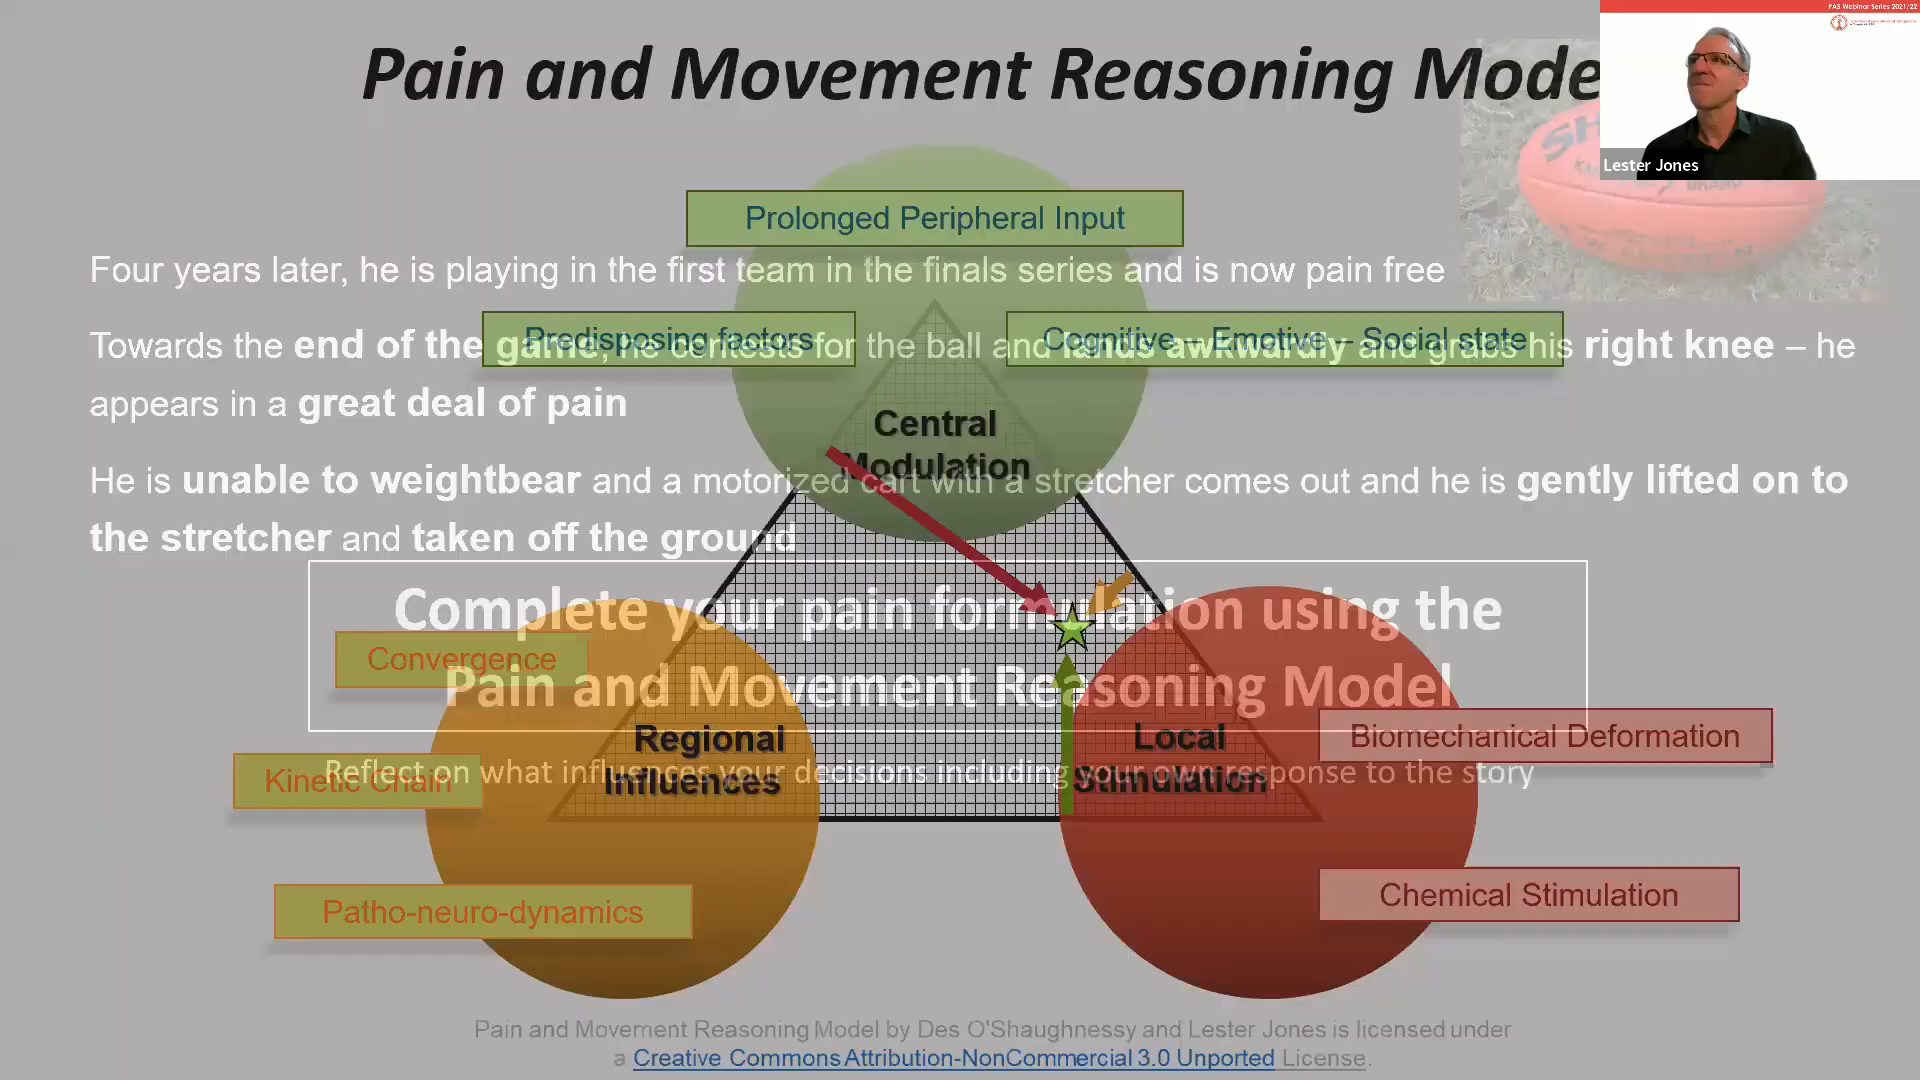 PAS Webinar Series 2021/22
Pain and Movement Reasoning Mode
SH
BRAND
Lester Jones
Prolonged Peripheral Input
Four years later, he is playing in the first team in the finals series and is now pain free
Predisposing factors
Cognitive – Emotive – Social state
Towards the end of the game, he contests for the ball and lands awkwardly and grabs his right knee – he
appears in a great deal of pain
Central
Modulation
He is unable to weightbear and a motorized cart with a stretcher comes out and he is gently lifted on to
the stretcher and taken off the ground
Complete your pain formulation using the
Pain and Movement Reasoning Model
Convergence
Regional
Influences
Local
Stimulation
Biomechanical Deformation
Reflect on what influences your decisions including your own response to the story
Kinetic Chain
Patho-neuro-dynamics
Chemical Stimulation
Pain and Movement Reasoning Model by Des O'Shaughnessy and Lester Jones is licensed under
a Creative Commons Attribution-NonCommercial 3.0 Unported License.